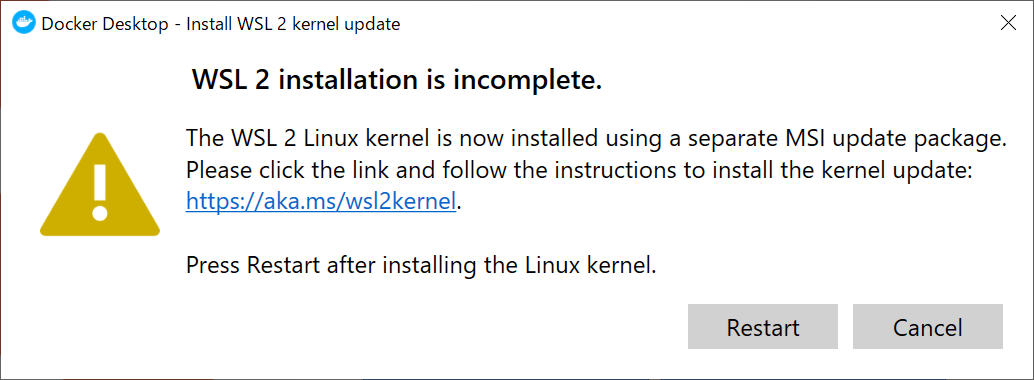 Docker Desktop - Install WSL 2 kernel update
WSL 2 installation is incomplete.
The WSL 2 Linux kernel is now installed using a separate MSI update package.
Please click the link and follow the instructions to install the kernel update:
https://aka.ms/wsl2kernel.
Press Restart after installing the Linux kernel.
Restart Cancel